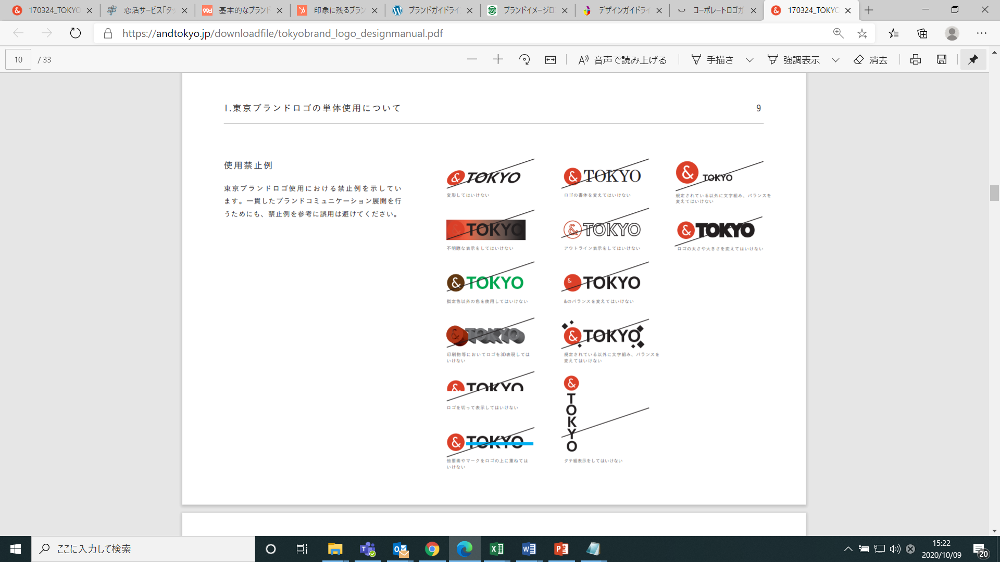 170324_TOKYO
恋活サービス「タッ
99d
基本的なブランド
印象に残るブラン
ブランドガイドライ
ブランドイメージロ
デザインガイドライ
コーポレートロゴガ
170324_TOKYO
https://andtokyo.jp/downloadfile/tokyobrand_logo_designmanual.pdf
10 / 33
音声で読み上げる
手描き
強調表示
消去
1.東京ブランドロゴの単体使用について 9
使用禁止例
東京ブランドロゴ使用における禁止例を示してい
ます。一貫したブランドコミュニケーション展開を行
うためにも、禁止例を参考に誤用は避けてください。
& TOKYO
変形してはいけない
& TOKYO
ロゴの書体を変えてはいけない
& TOKYO
規定されている以外に文字組み、バランスを
変えてはいけない
& TOKYO
不明瞭な表示をしてはいけない
& TOKYO
アウトライン表示をしてはいけない
& TOKYO
ロゴの太さや大きさを変えてはいけない
& TOKYO
指定色以外の色を使用してはいけない
& TOKYO
&のバランスを変えてはいけない
& TOKYO
印刷物等においてロゴを3D表現しては
いけない
& TOKYO
規定されている以外に文字組み、バランスを
変えてはいけない
& TOKYO
ロゴを切って表示してはいけない
& TOKYO
タテ組表示をしてはいけない
& TOKYO
他要素やマークをロゴの上に重ねては
いけない
ここに入力して検索
15:22
2020/10/09
20